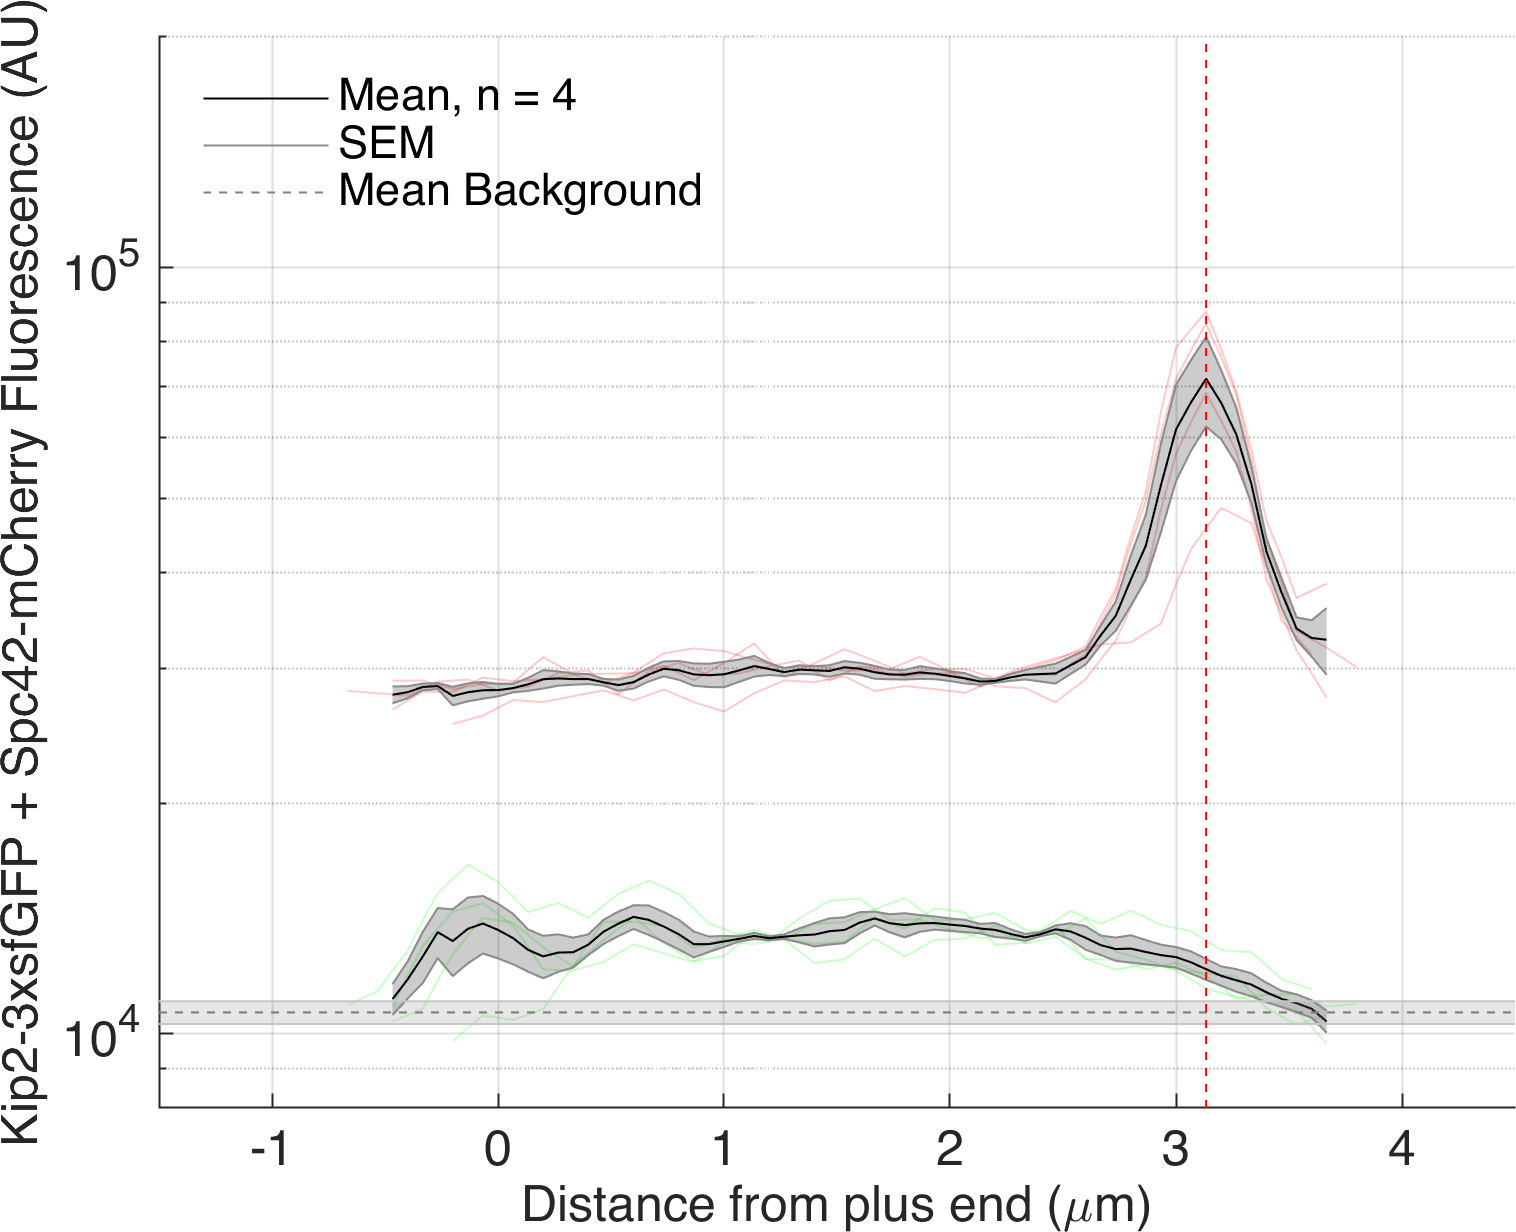 Kip2-3xsfGFP + Spc42-mCherry Fluorescence (AU)
Mean, n = 4
SEM
Mean Background
10^5
10^4
-1 0 1 2 3 4
Distance from plus end (μm)